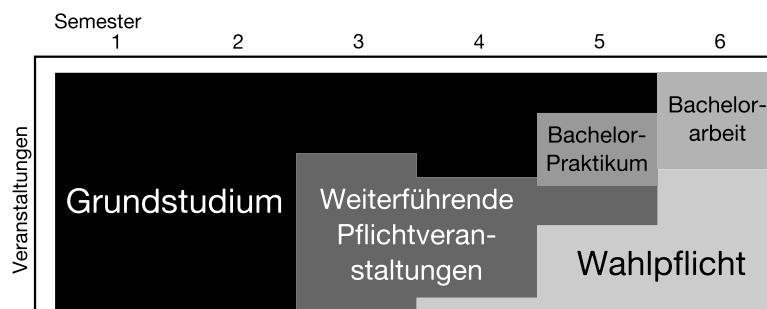 Semester
1 2 3 4 5 6
Veranstaltungen
Grundstudium
Weiterführende
Pflichtveran-
staltungen
Bachelor-
Praktikum
Bachelor-
arbeit
Wahlpflicht